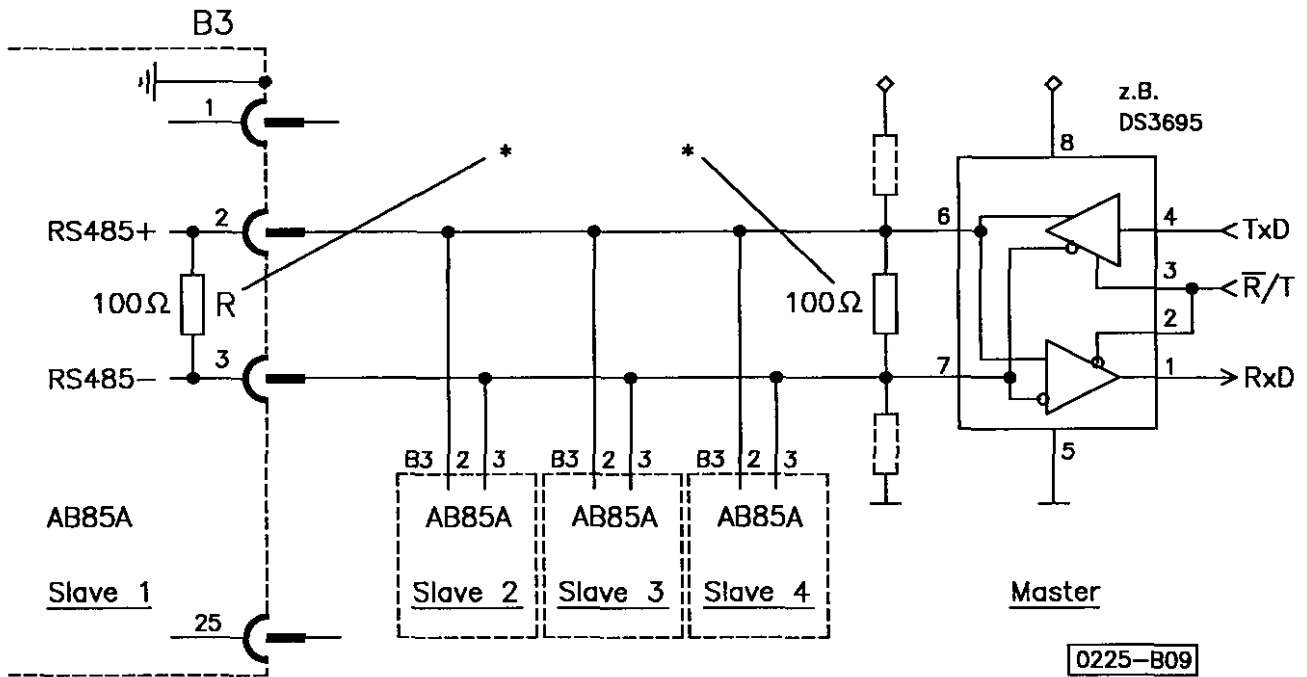 B3
1
z.B.
DS3695
8
*
*
RS485+
2
6
4
TxD
100Ω
R
100Ω
3
R̅/T
2
RS485−
3
7
1
RxD
B3 2 3
B3 2 3
B3 2 3
5
AB85A
AB85A
AB85A
AB85A
Slave 1
Slave 2
Slave 3
Slave 4
Master
25
0225−B09